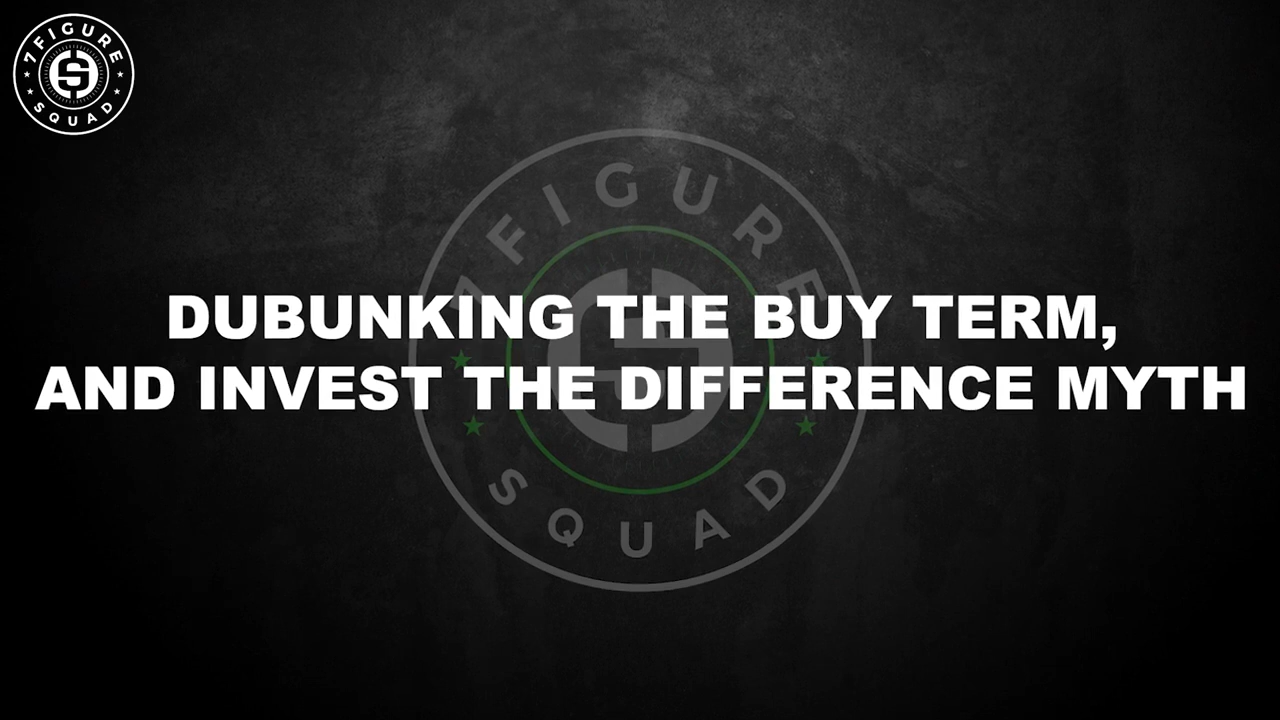 7FIGURE
SQUAD
7FIGURE
DUBUNKING THE BUY TERM,
AND INVEST THE DIFFERENCE MYTH
SQUAD